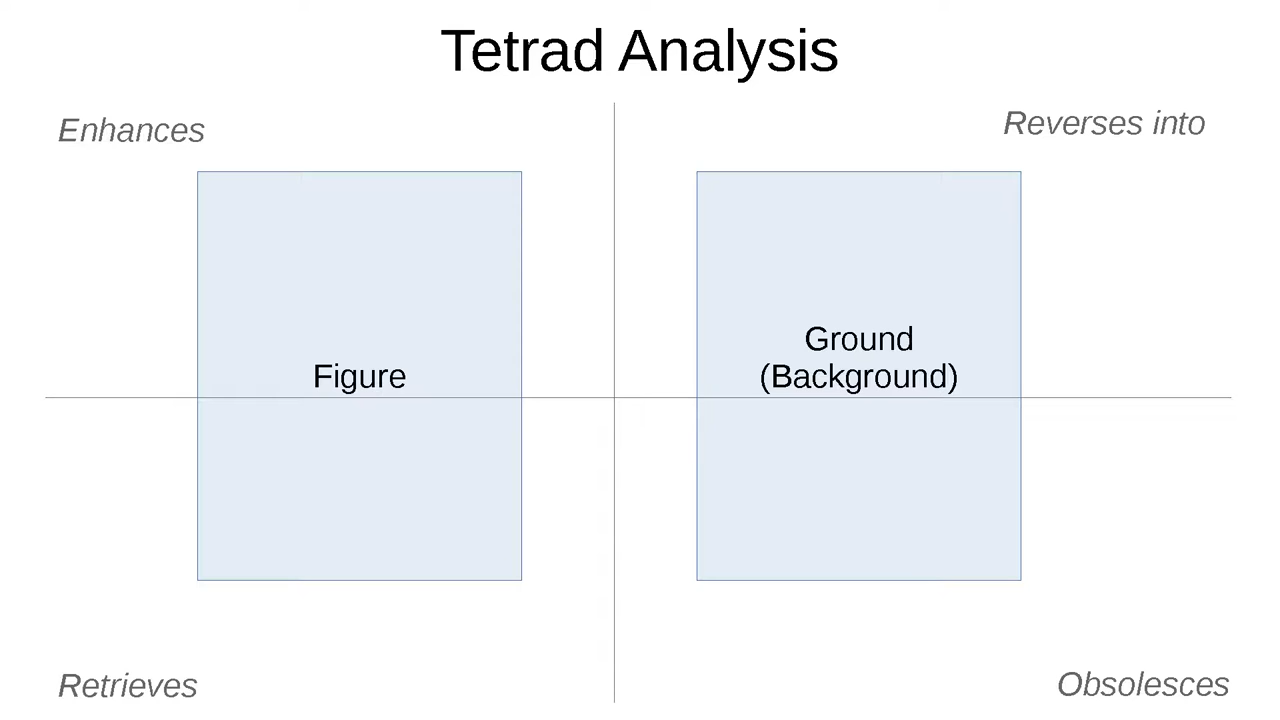 Tetrad Analysis
Enhances
Reverses into
Figure
Ground
(Background)
Retrieves
Obsolesces